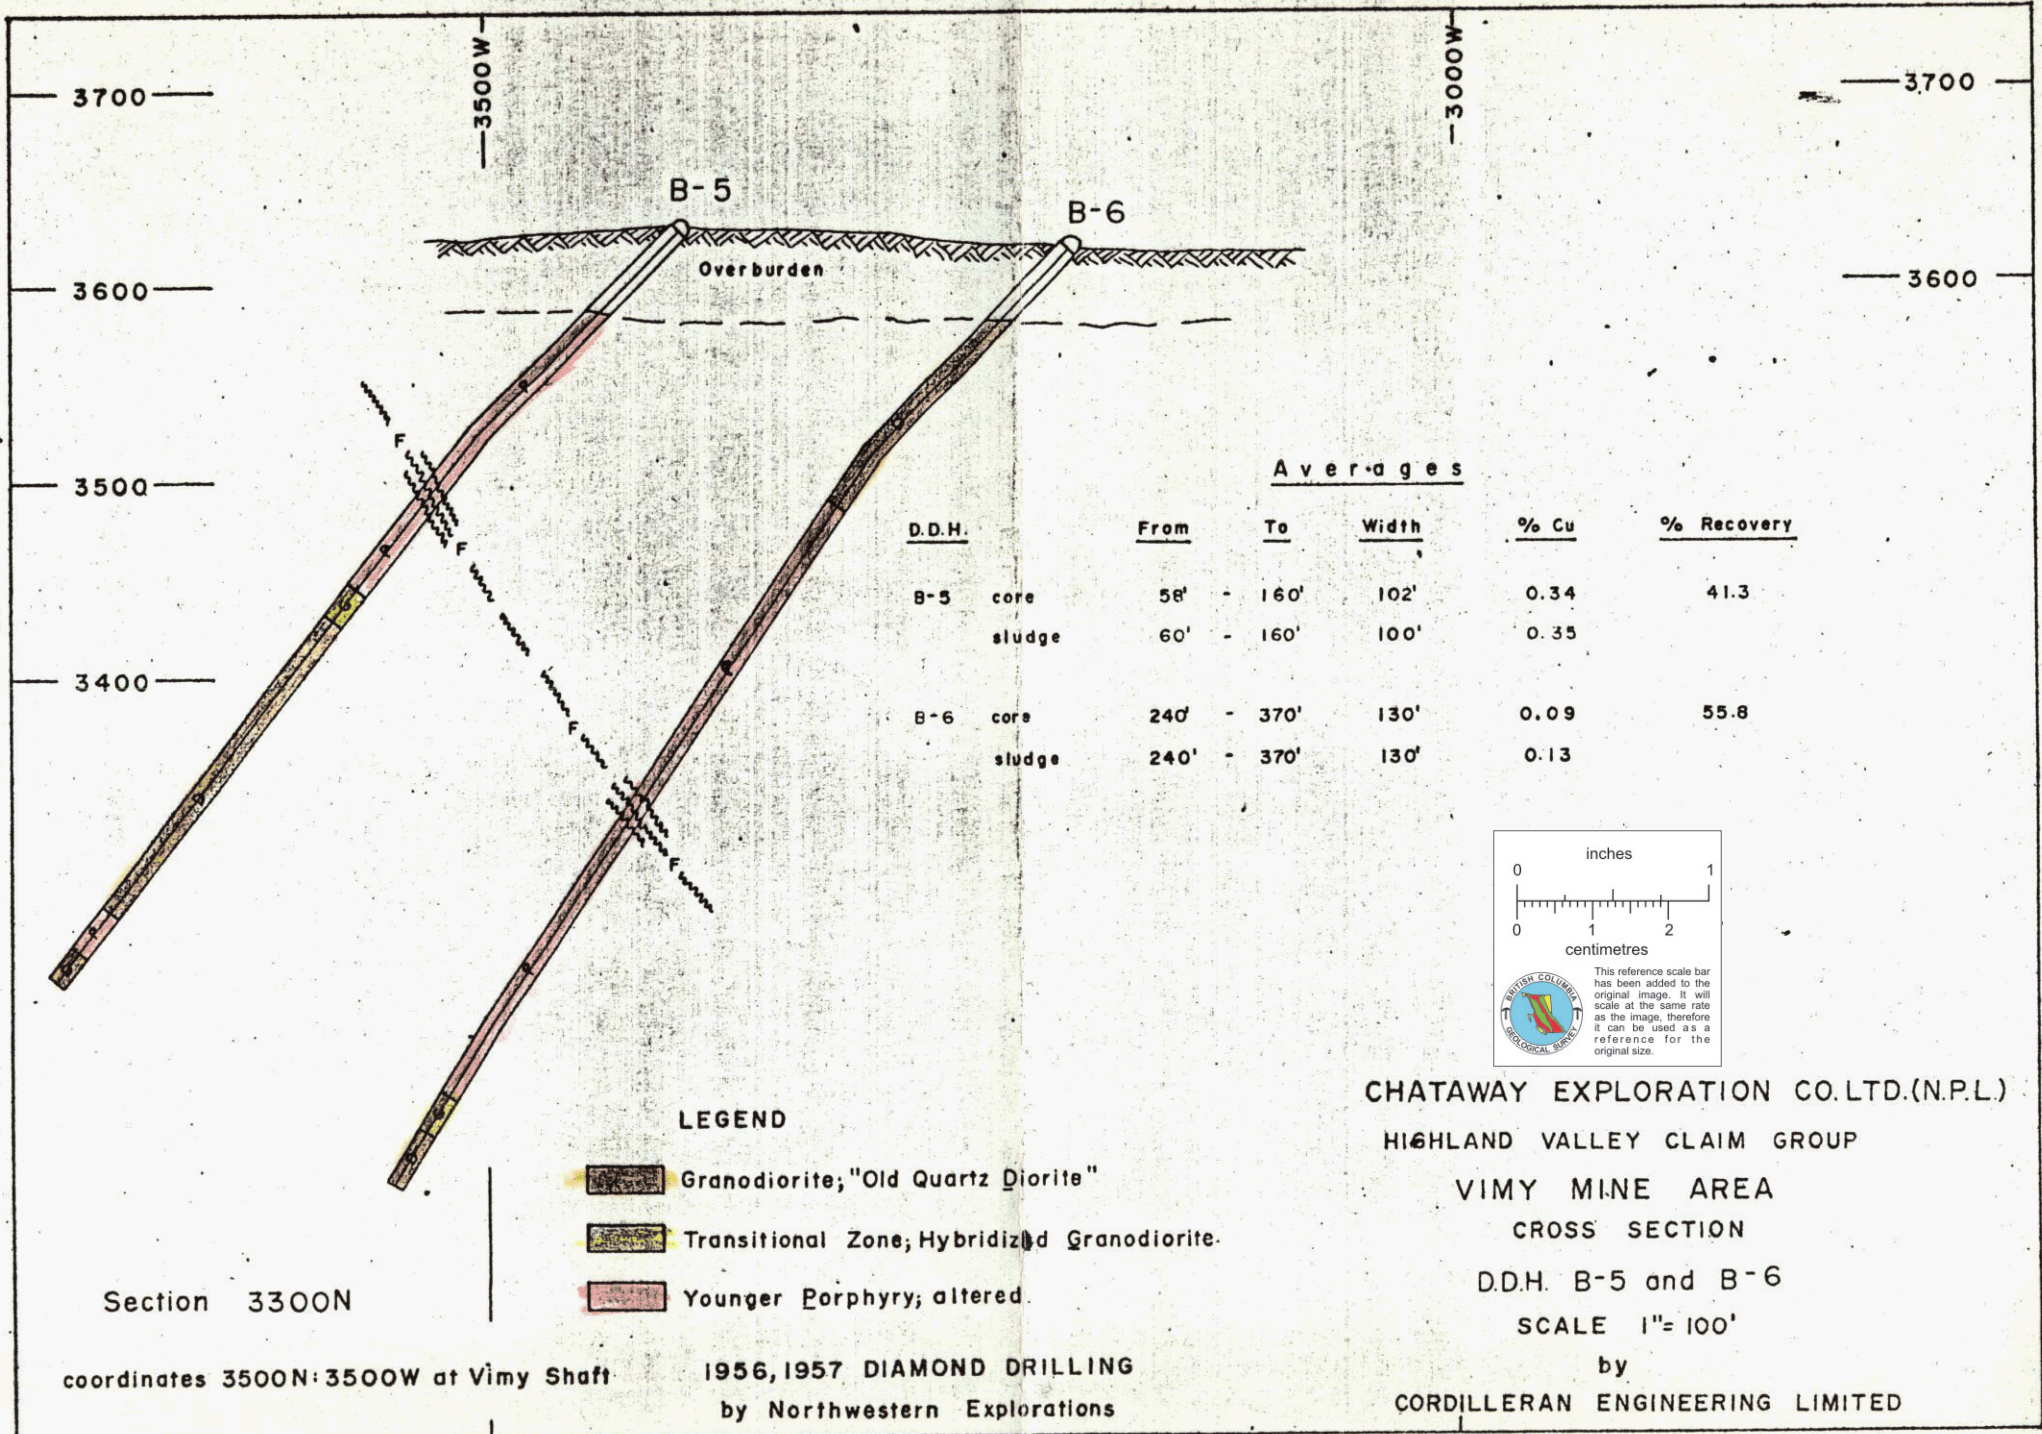 3500W
3000W
3700
3700
B-5
B-6
Overburden
3600
3600
F
P
D
3500
F
P
G
3400
P
F
D
F
P
P
D
G
D
Averages
D.D.H. From To Width % Cu % Recovery
B-5 core 58' - 160' 102' 0.34 41.3
sludge 60' - 160' 100' 0.35
B-6 core 240' - 370' 130' 0.09 55.8
sludge 240' - 370' 130' 0.13
inches
0 1
0 1 2
centimetres
BRITISH COLUMBIA
GEOLOGICAL SURVEY
This reference scale bar
has been added to the
original image. It will
scale at the same rate
as the image, therefore
it can be used as a
reference for the
original size.
LEGEND
Granodiorite; "Old Quartz Diorite"
Transitional Zone; Hybridized Granodiorite.
Younger Porphyry; altered
Section 3300N
coordinates 3500N:3500W at Vimy Shaft
1956,1957 DIAMOND DRILLING
by Northwestern Explorations
CHATAWAY EXPLORATION CO. LTD. (N.P.L.)
HIGHLAND VALLEY CLAIM GROUP
VIMY MINE AREA
CROSS SECTION
D.D.H. B-5 and B-6
SCALE 1"= 100'
by
CORDILLERAN ENGINEERING LIMITED